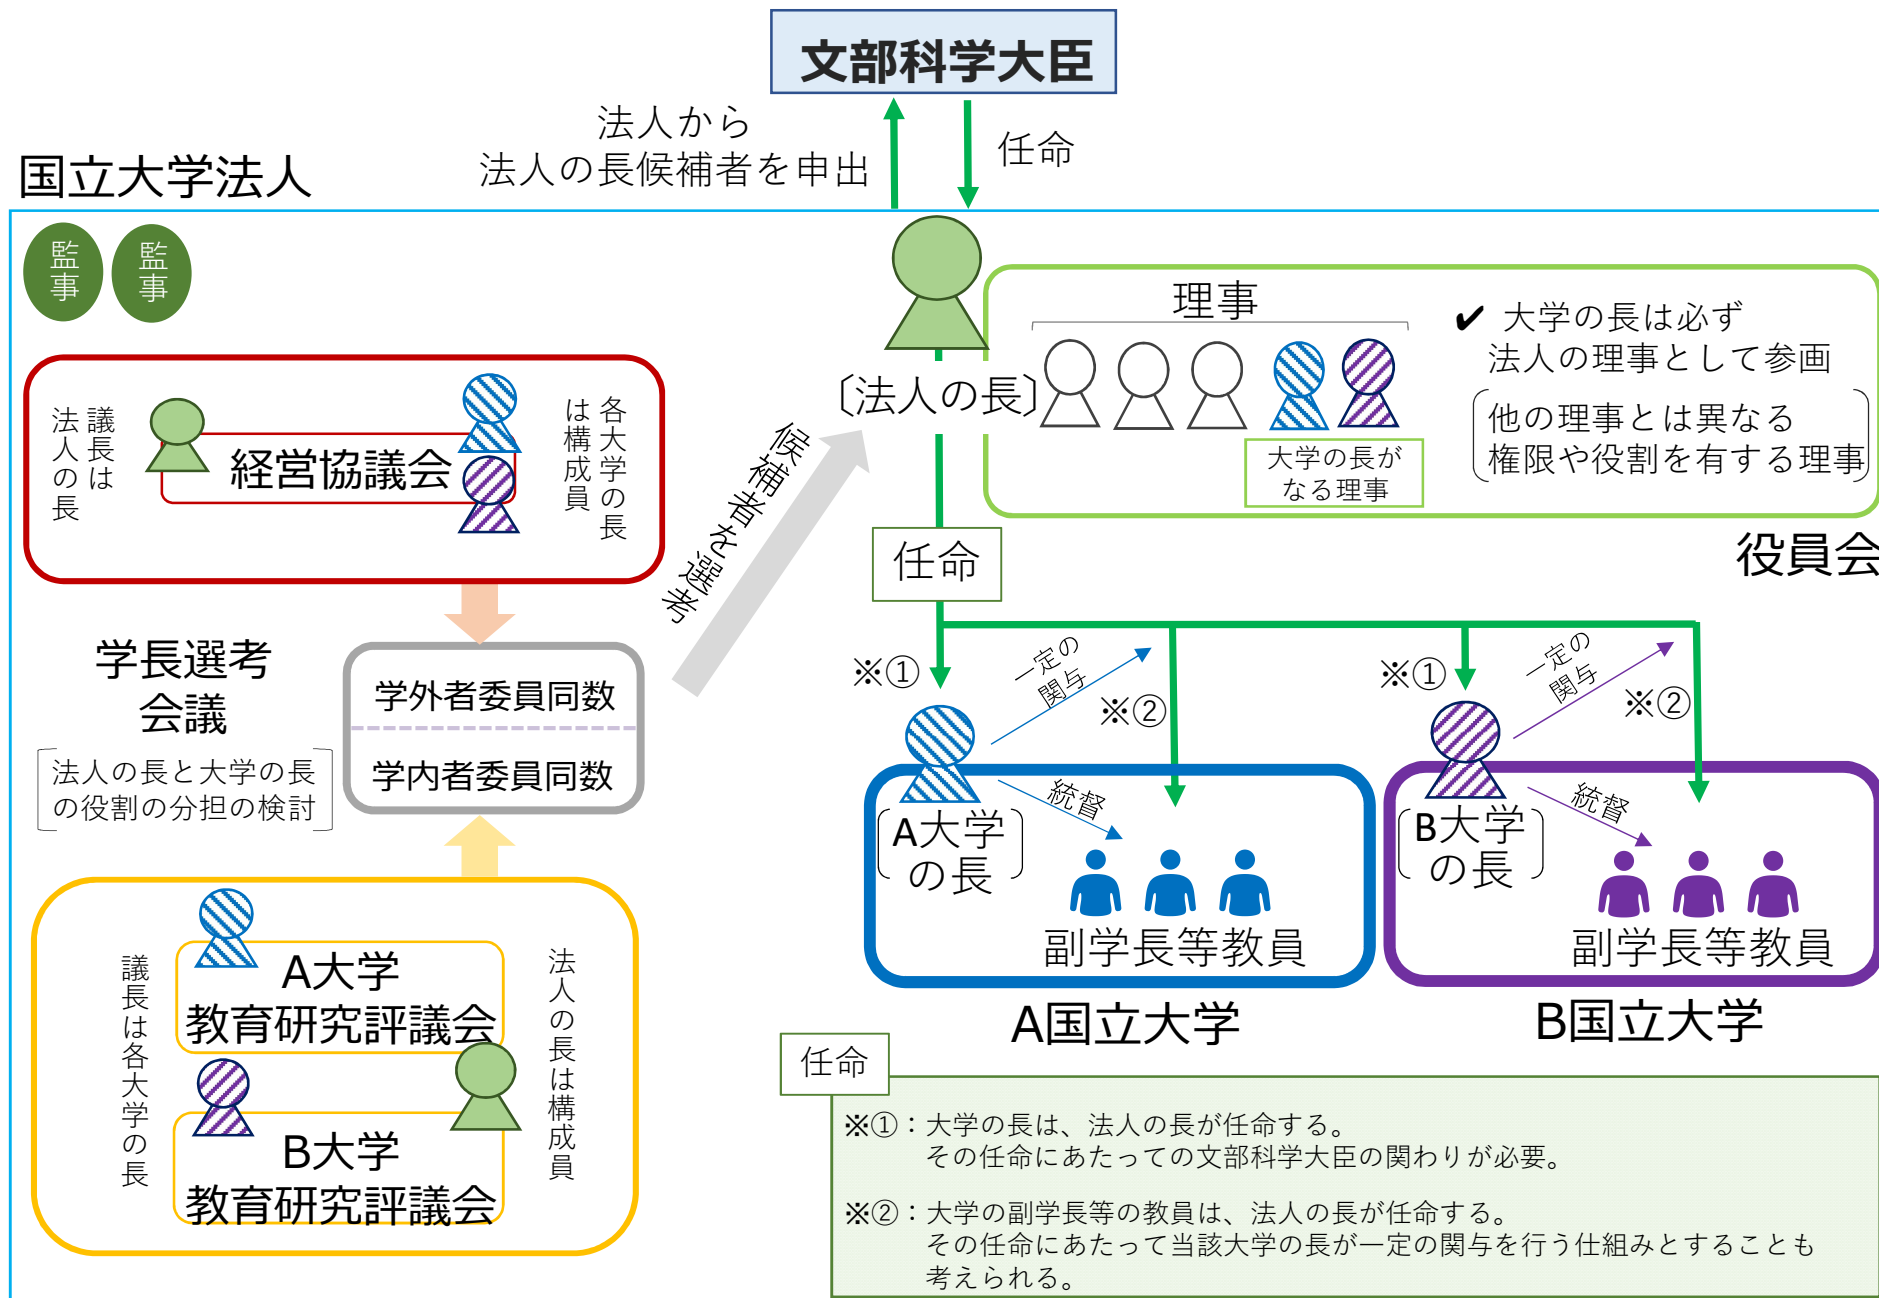 文部科学大臣
法人から
法人の長候補者を申出
任命
国立大学法人
監事
監事
理事
✔ 大学の長は必ず
法人の理事として参画
他の理事とは異なる
権限や役割を有する理事
〔法人の長〕
大学の長が
なる理事
役員会
議長は
法人の長
経営協議会
各大学の長
は構成員
候補者を選考
任命
学長選考
会議
法人の長と大学の長
の役割の分担の検討
学外者委員同数
学内者委員同数
※①
一定の
関与
※②
統督
A大学
の長
副学長等教員
A国立大学
※①
一定の
関与
※②
統督
B大学
の長
副学長等教員
B国立大学
議長は各大学の長
A大学
教育研究評議会
B大学
教育研究評議会
法人の長は構成員
任命
※①：大学の長は、法人の長が任命する。
その任命にあたっての文部科学大臣の関わりが必要。
※②：大学の副学長等の教員は、法人の長が任命する。
その任命にあたって当該大学の長が一定の関与を行う仕組みとすることも
考えられる。